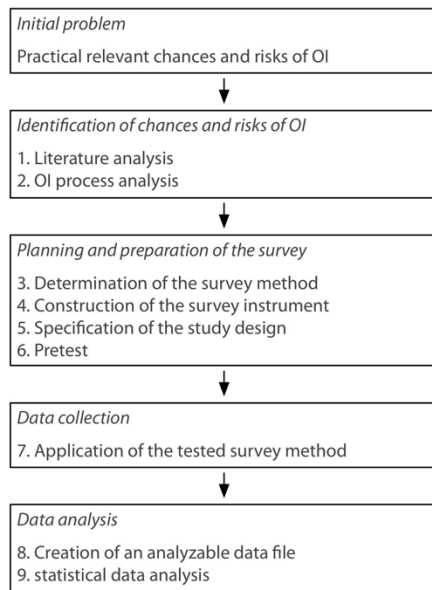 Initial problem
Practical relevant chances and risks of OI
Identification of chances and risks of OI
1. Literature analysis
2. OI process analysis
Planning and preparation of the survey
3. Determination of the survey method
4. Construction of the survey instrument
5. Specification of the study design
6. Pretest
Data collection
7. Application of the tested survey method
Data analysis
8. Creation of an analyzable data file
9. statistical data analysis